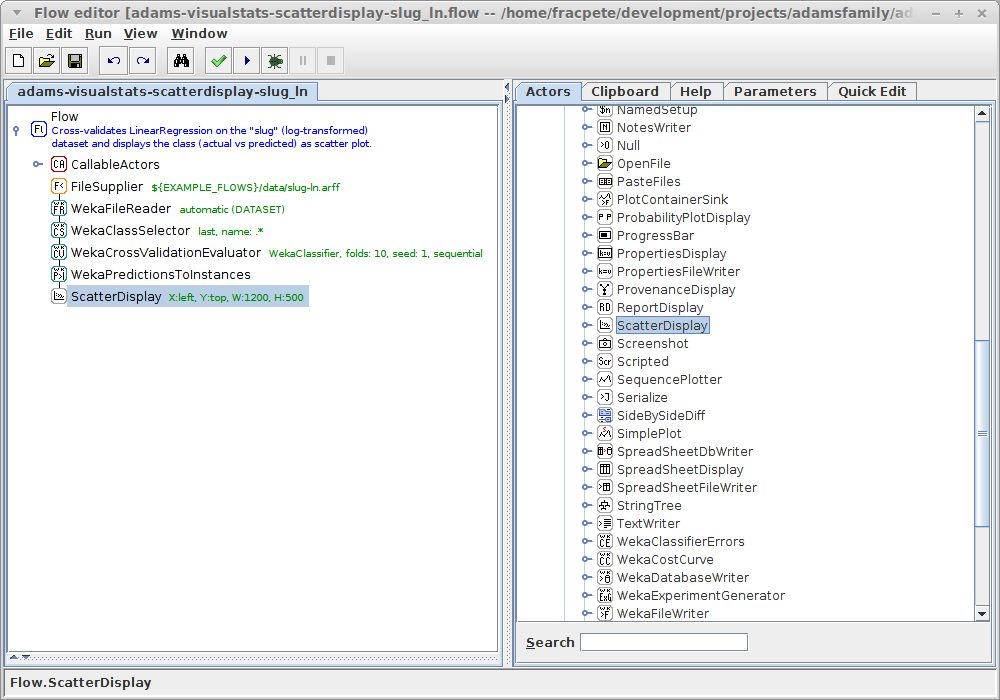 Flow editor [adams-visualstats-scatterdisplay-slug_ln.flow -- /home/fracpete/development/projects/adamsfamily/ad
File Edit Run View Window
adams-visualstats-scatterdisplay-slug_ln
Flow
Cross-validates LinearRegression on the "slug" (log-transformed)
dataset and displays the class (actual vs predicted) as scatter plot.
CallableActors
FileSupplier ${EXAMPLE_FLOWS}/data/slug-ln.arff
WekaFileReader automatic (DATASET)
WekaClassSelector last, name: .*
WekaCrossValidationEvaluator WekaClassifier, folds: 10, seed: 1, sequential
WekaPredictionsToInstances
ScatterDisplay X:left, Y:top, W:1200, H:500
Actors Clipboard Help Parameters Quick Edit
NamedSetup
NotesWriter
Null
OpenFile
PasteFiles
PlotContainerSink
ProbabilityPlotDisplay
ProgressBar
PropertiesDisplay
PropertiesFileWriter
ProvenanceDisplay
ReportDisplay
ScatterDisplay
Screenshot
Scripted
SequencePlotter
Serialize
SideBySideDiff
SimplePlot
SpreadSheetDbWriter
SpreadSheetDisplay
SpreadSheetFileWriter
StringTree
TextWriter
WekaClassifierErrors
WekaCostCurve
WekaDatabaseWriter
WekaExperimentGenerator
WekaFileWriter
Search
Flow.ScatterDisplay